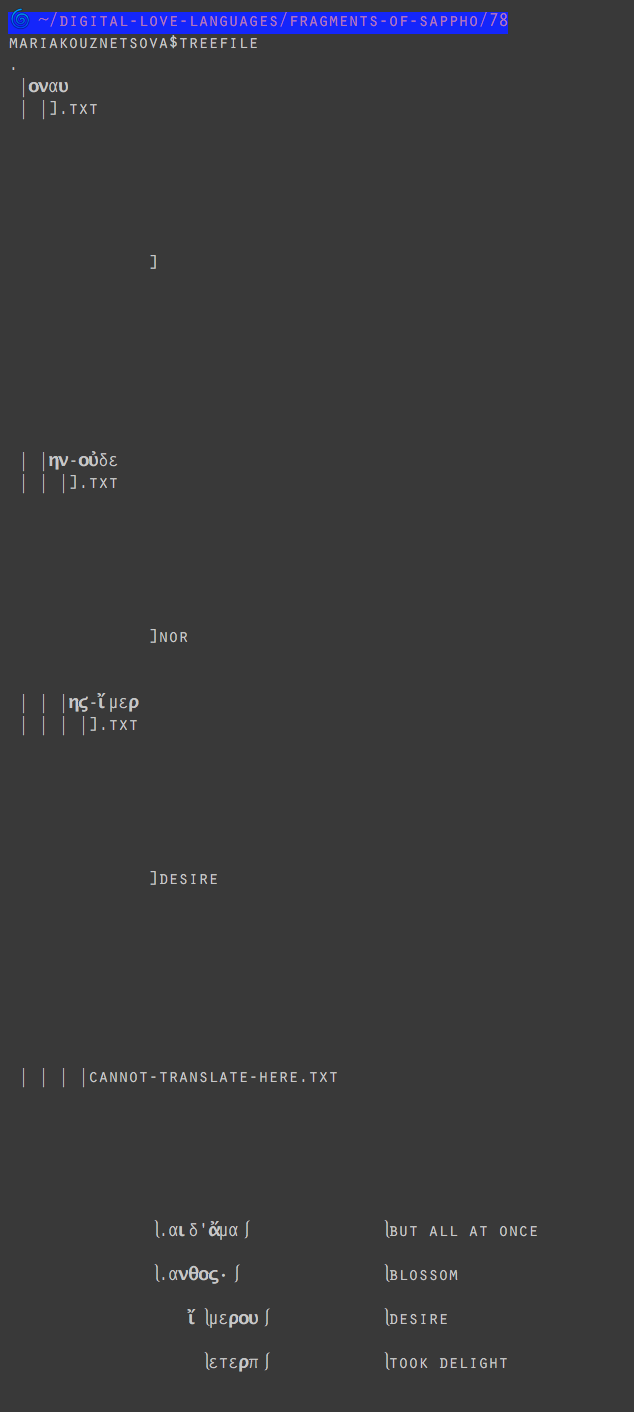 🌀 ~/DIGITAL-LOVE-LANGUAGES/FRAGMENTS-OF-SAPPHO/78
MARIAKOUZNETSOVA$TREEFILE
.
|οναυ
| |].TXT
]
| |ην-οὐδε
| | |].TXT
]NOR
| | |ης-ἴμερ
| | | |].TXT
]DESIRE
| | | |CANNOT-TRANSLATE-HERE.TXT
⎱.αι δ'ἄμα⎰ ⎱BUT ALL AT ONCE
⎱.ανθος·⎰ ⎱BLOSSOM
ἴ⎱μερου⎰ ⎱DESIRE
⎱ετερπ⎰ ⎱TOOK DELIGHT